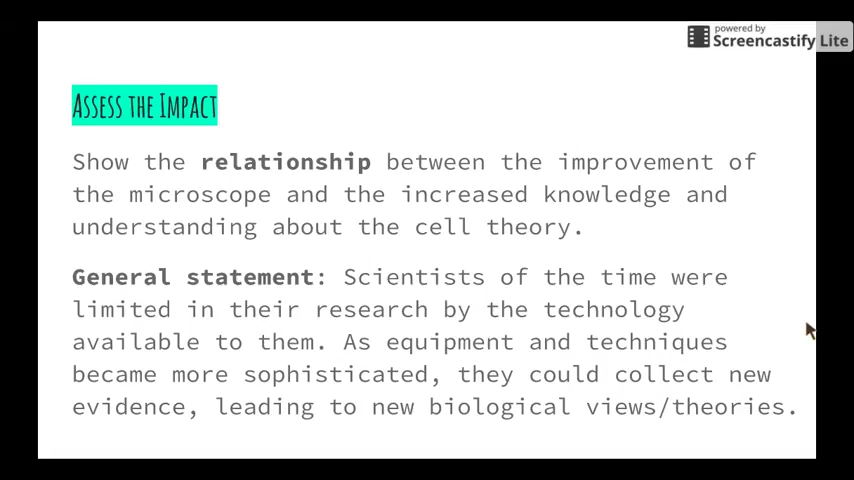 powered by
Screencastify Lite
Assess the Impact
Show the relationship between the improvement of
the microscope and the increased knowledge and
understanding about the cell theory.
General statement: Scientists of the time were
limited in their research by the technology
available to them. As equipment and techniques
became more sophisticated, they could collect new
evidence, leading to new biological views/theories.